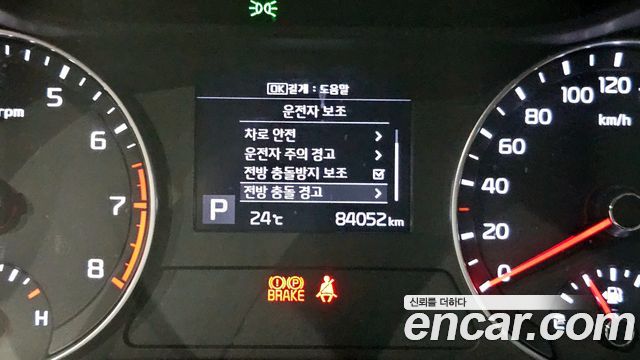 OK 길게 : 도움말
운전자 보조
차로 안전
운전자 주의 경고
전방 충돌방지 보조
전방 충돌 경고
P
24℃
84052 km
rpm
5
6
7
8
H
0
20
40
60
80
100
120
km/h
BRAKE
P
신뢰를 더하다
encar.com